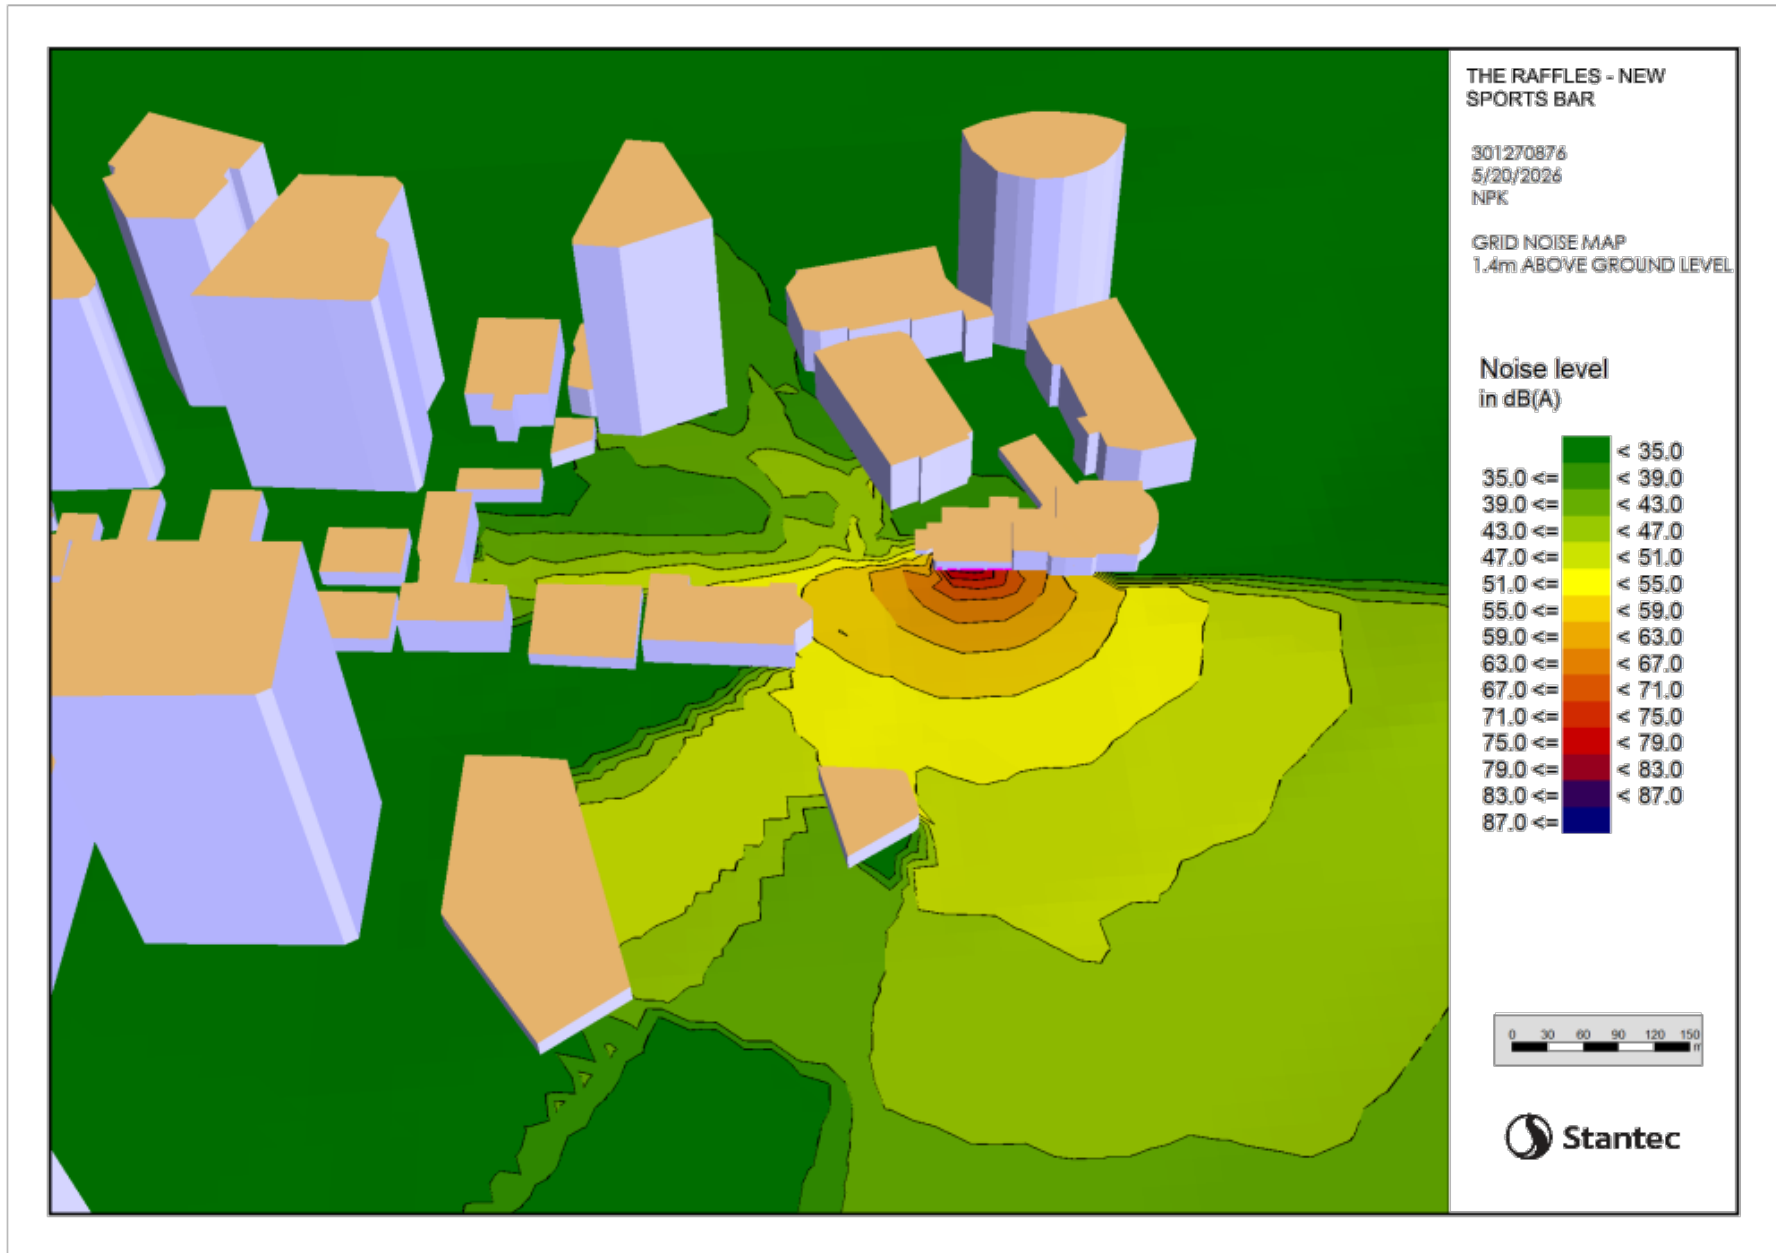 THE RAFFLES - NEW
SPORTS BAR
301270876
5/20/2026
NPK
GRID NOISE MAP
1.4m ABOVE GROUND LEVEL
Noise level
in dB(A)
< 35.0
35.0 <= < 39.0
39.0 <= < 43.0
43.0 <= < 47.0
47.0 <= < 51.0
51.0 <= < 55.0
55.0 <= < 59.0
59.0 <= < 63.0
63.0 <= < 67.0
67.0 <= < 71.0
71.0 <= < 75.0
75.0 <= < 79.0
79.0 <= < 83.0
83.0 <= < 87.0
87.0 <=
0 30 60 90 120 150
m
Stantec